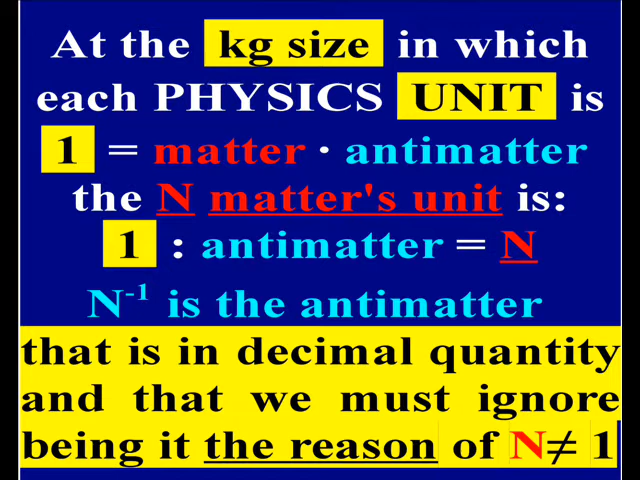 At the kg size in which
each PHYSICS UNIT is
1 = matter · antimatter
the N matter's unit is:
1 : antimatter = N
N⁻¹ is the antimatter
that is in decimal quantity
and that we must ignore
being it the reason of N≠ 1